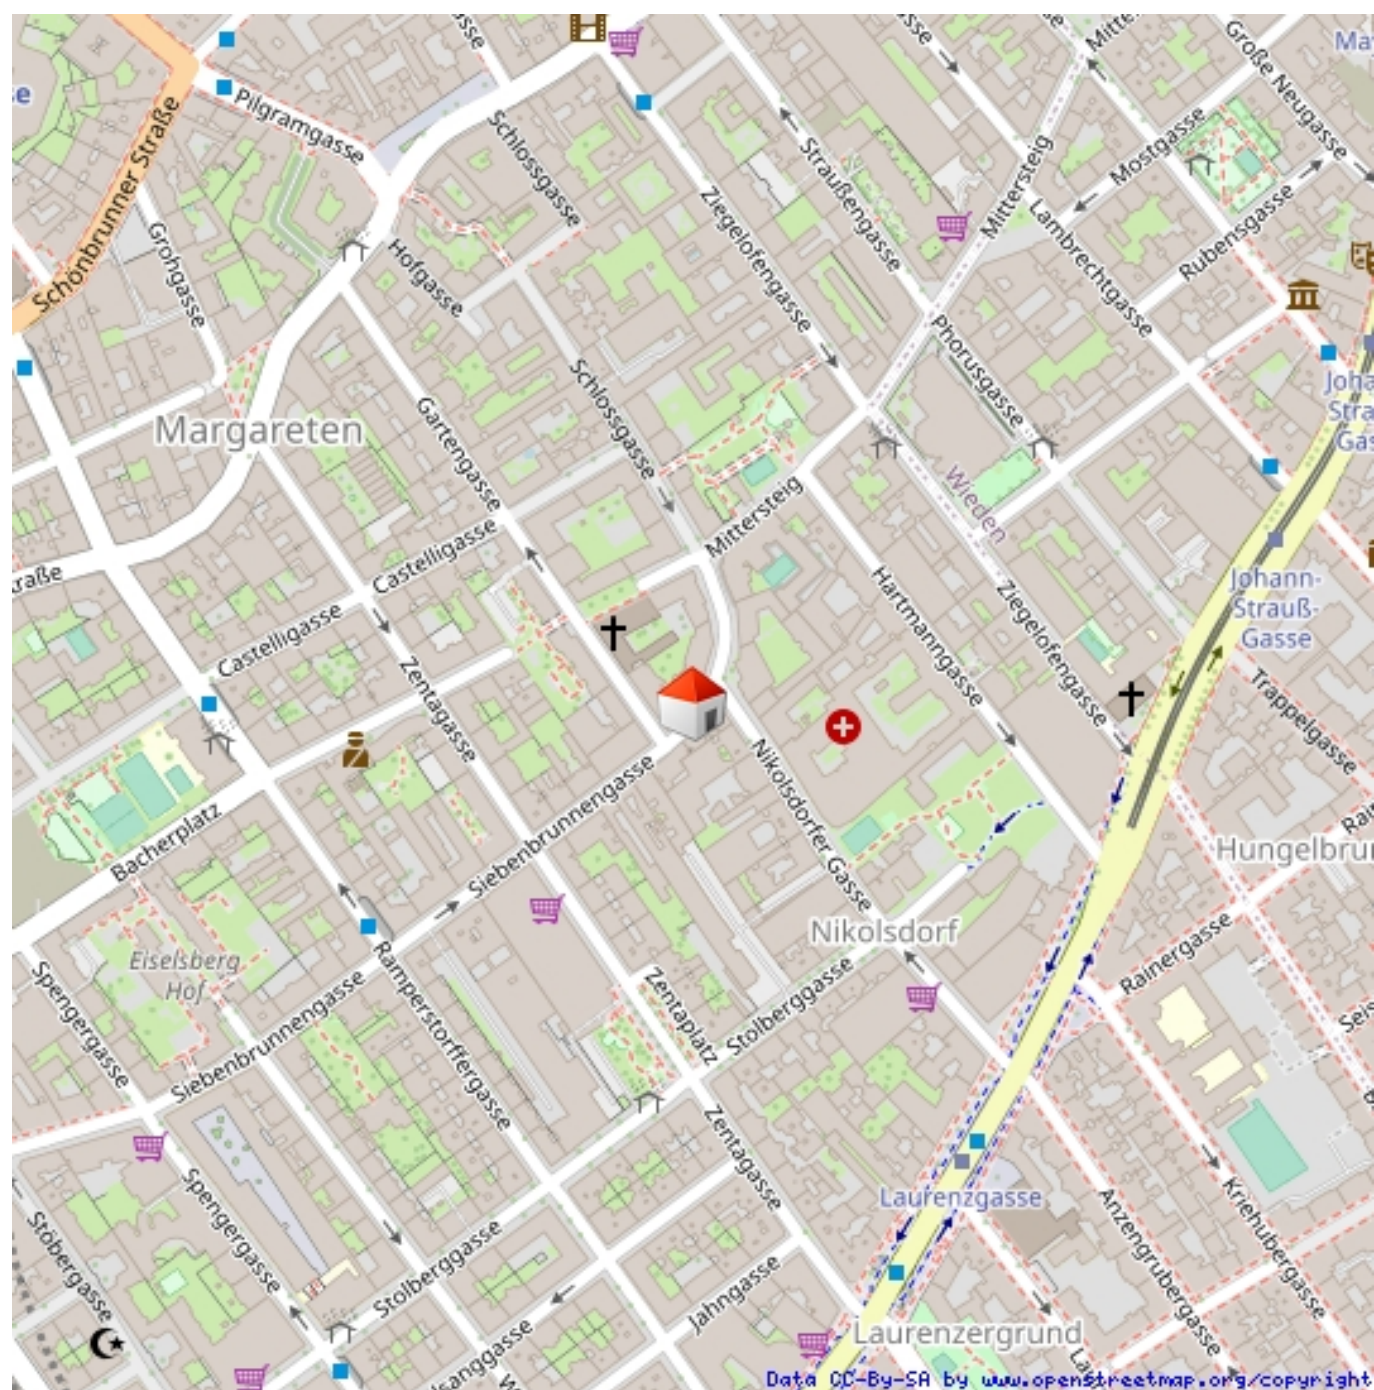 Pilgramgasse
Schönbrunner Straße
Grohgasse
Hofgasse
Schlossgasse
Straußengasse
Ziegelofengasse
Mittersteig
Mostgasse
Große Neugasse
Lambrechtgasse
Rubensgasse
Phorusgasse
Margareten
Gartengasse
Schlossgasse
Castelligasse
Castelligasse
Mittersteig
Wieden
Hartmanngasse
Ziegelofengasse
Johann-
Strauß-
Gasse
Trappelgasse
Zentagasse
Bacherplatz
Siebenbrunnengasse
Nikolsdorfer Gasse
Nikolsdorf
Eiselsberg
Hof
Spengergasse
Siebenbrunnengasse
Ramperstorffergasse
Zentaplatz
Stolberggasse
Rainergasse
Zentagasse
Laurenzgasse
Spengergasse
Stöbergasse
Stolberggasse
Jahngasse
Anzengrubergasse
Kriehubergasse
Laurenzergrund
Data CC-By-SA by www.openstreetmap.org/copyright